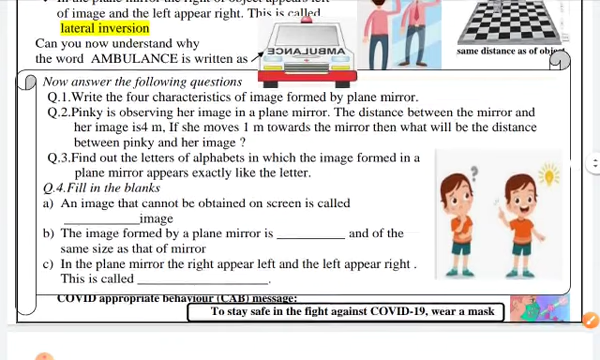 of image and the left appear right. This is called
lateral inversion
Can you now understand why
the word AMBULANCE is written as
AMBULANCE
same distance as of object
Now answer the following questions
Q.1.Write the four characteristics of image formed by plane mirror.
Q.2.Pinky is observing her image in a plane mirror. The distance between the mirror and
her image is4 m, If she moves 1 m towards the mirror then what will be the distance
between pinky and her image ?
Q.3.Find out the letters of alphabets in which the image formed in a
plane mirror appears exactly like the letter.
Q.4.Fill in the blanks
a) An image that cannot be obtained on screen is called
____________image
b) The image formed by a plane mirror is ___________ and of the
same size as that of mirror
c) In the plane mirror the right appear left and the left appear right .
This is called _____________________.
COVID appropriate behaviour (CAB) message:
To stay safe in the fight against COVID-19, wear a mask